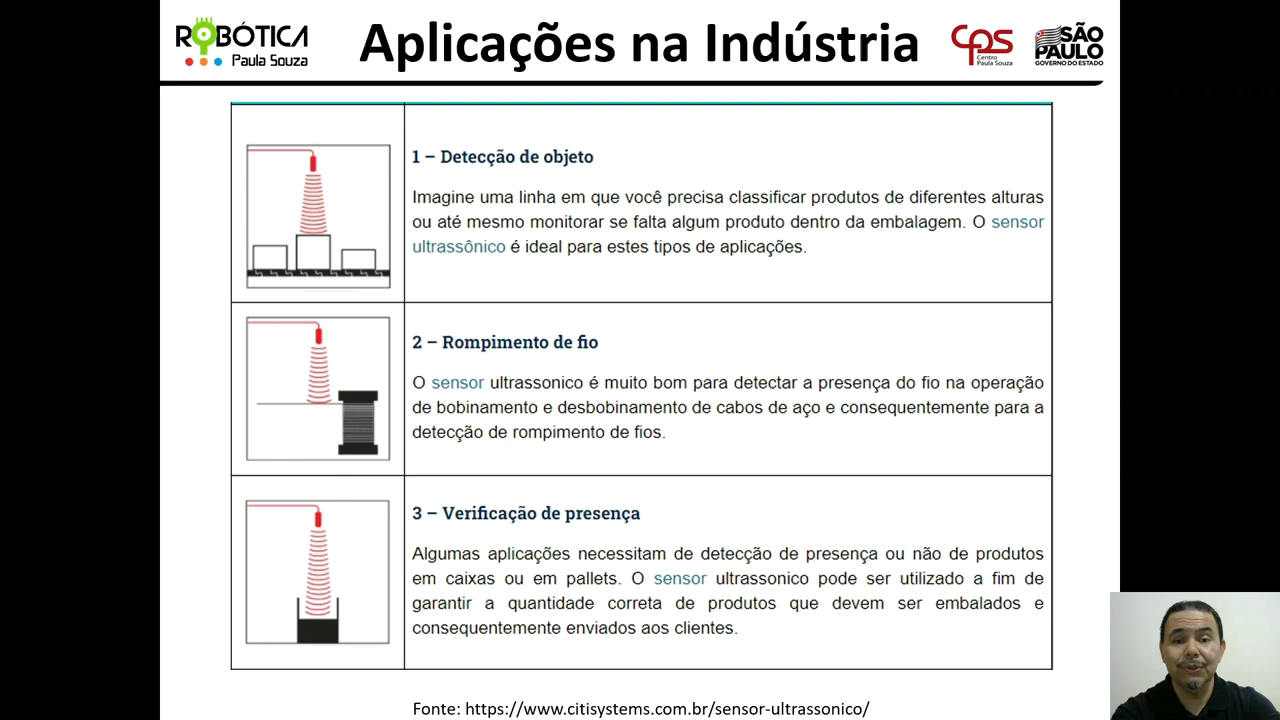 ROBÓTICA
Paula Souza
Aplicações na Indústria
CPS
Centro
Paula Souza
SÃO
PAULO
GOVERNO DO ESTADO
1 – Detecção de objeto
Imagine uma linha em que você precisa classificar produtos de diferentes alturas
ou até mesmo monitorar se falta algum produto dentro da embalagem. O sensor
ultrassônico é ideal para estes tipos de aplicações.
2 – Rompimento de fio
O sensor ultrassonico é muito bom para detectar a presença do fio na operação
de bobinamento e desbobinamento de cabos de aço e consequentemente para a
detecção de rompimento de fios.
3 – Verificação de presença
Algumas aplicações necessitam de detecção de presença ou não de produtos
em caixas ou em pallets. O sensor ultrassonico pode ser utilizado a fim de
garantir a quantidade correta de produtos que devem ser embalados e
consequentemente enviados aos clientes.
Fonte: https://www.citisystems.com.br/sensor-ultrassonico/